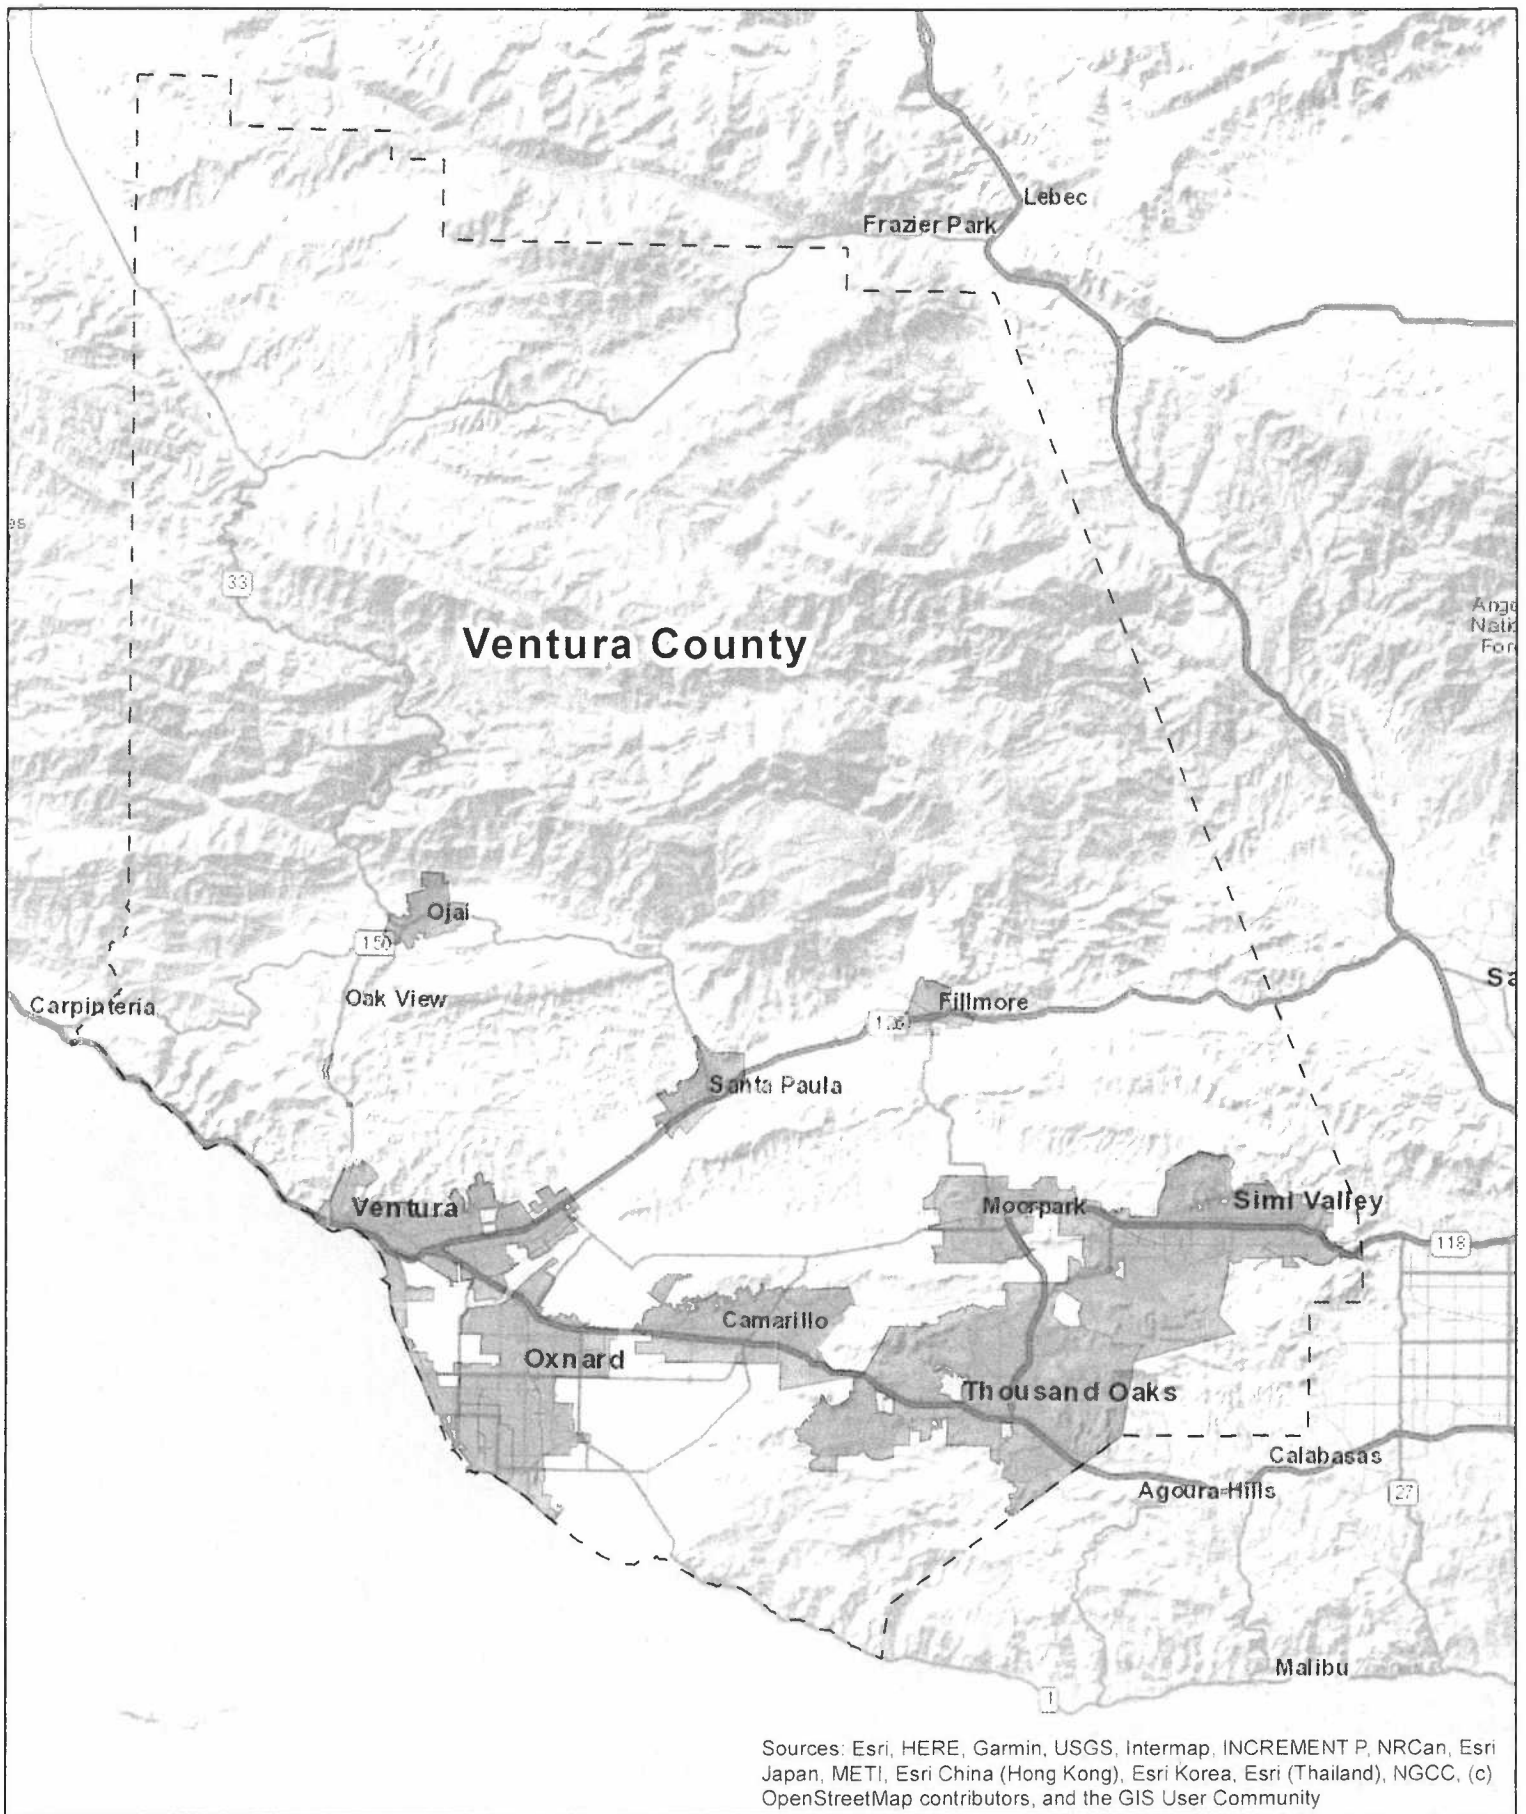 Lebec
Frazier Park
33
Ventura County
Ojai
150
Oak View
Carpinteria
Fillmore
Santa Paula
Ventura
Moorpark
Simi Valley
118
Camarillo
Oxnard
Thousand Oaks
Calabasas
Agoura Hills
27
Malibu
1
Sources: Esri, HERE, Garmin, USGS, Intermap, INCREMENT P, NRCan, Esri
Japan, METI, Esri China (Hong Kong), Esri Korea, Esri (Thailand), NGCC, (c)
OpenStreetMap contributors, and the GIS User Community